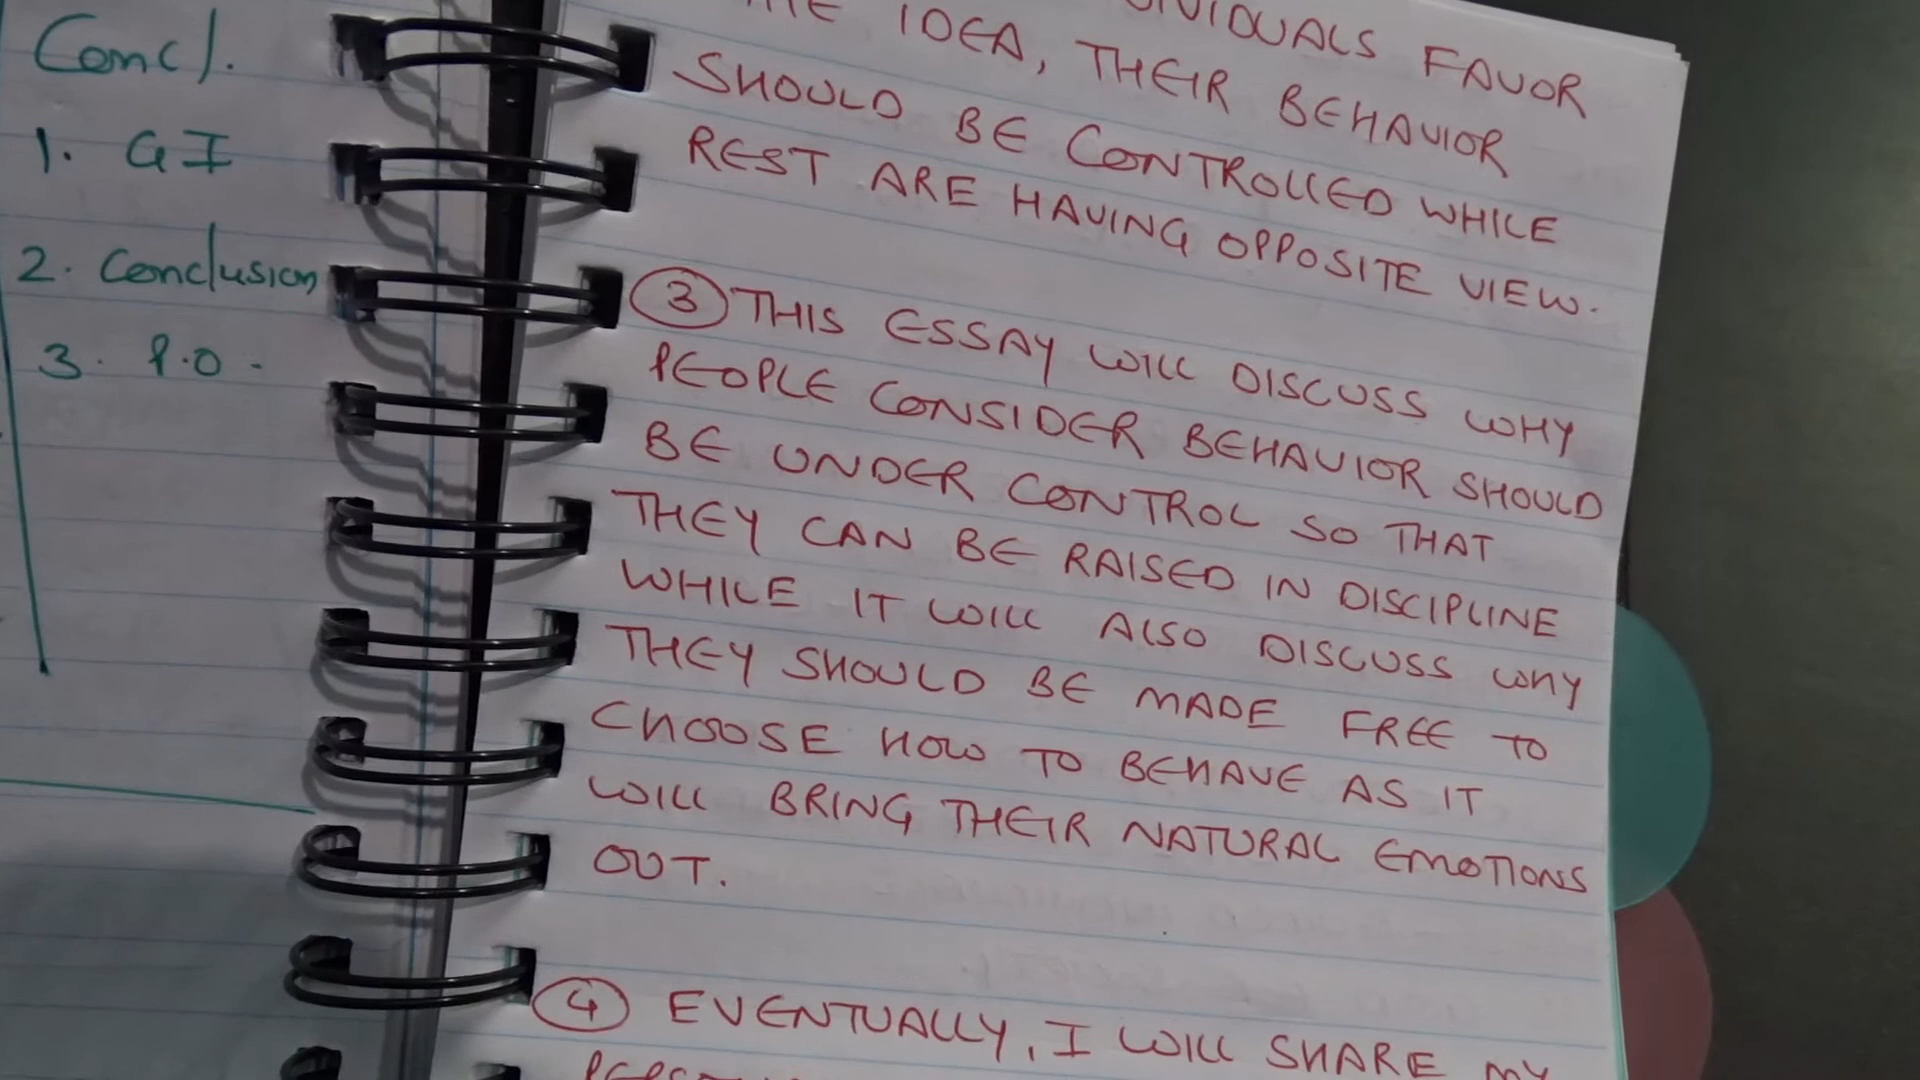 Concl.
1. GI
2. Conclusion
3. P.O.
IDEA, INDIVIDUALS FAVOR
THEIR BEHAVIOR
SHOULD BE CONTROLLED WHILE
REST ARE HAVING OPPOSITE VIEW.
3 THIS ESSAY WILL DISCUSS WHY
PEOPLE CONSIDER BEHAVIOR SHOULD
BE UNDER CONTROL SO THAT
THEY CAN BE RAISED IN DISCIPLINE
WHILE IT WILL ALSO DISCUSS WHY
THEY SHOULD BE MADE FREE TO
CHOOSE HOW TO BEHAVE AS IT
WILL BRING THEIR NATURAL EMOTIONS
OUT.
4 EVENTUALLY, I WILL SHARE MY